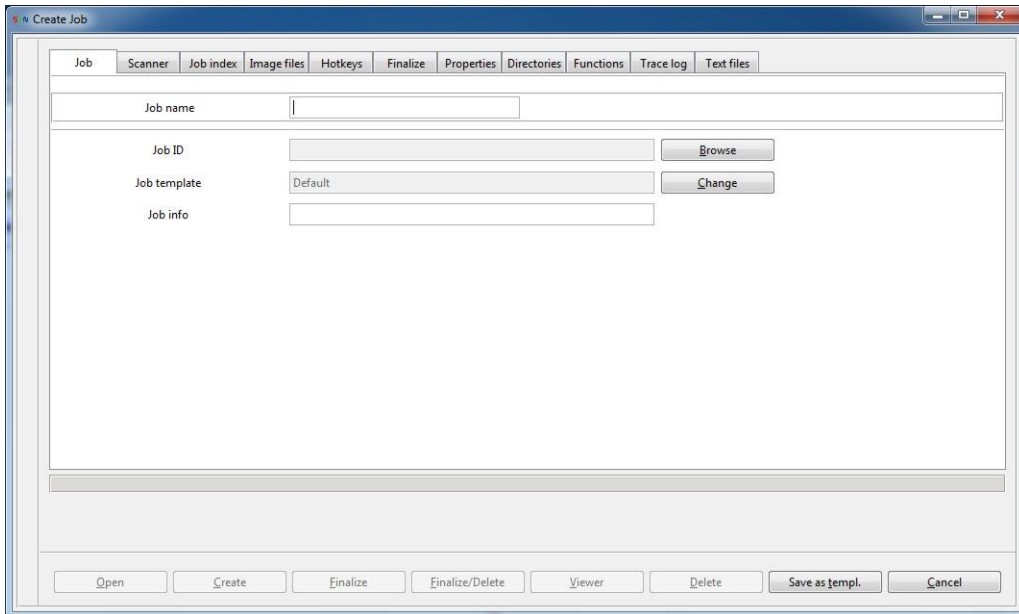 S N Create Job
Job Scanner Job index Image files Hotkeys Finalize Properties Directories Functions Trace log Text files
Job name
Job ID Browse
Job template Default Change
Job info
Open Create Finalize Finalize/Delete Viewer Delete Save as templ. Cancel